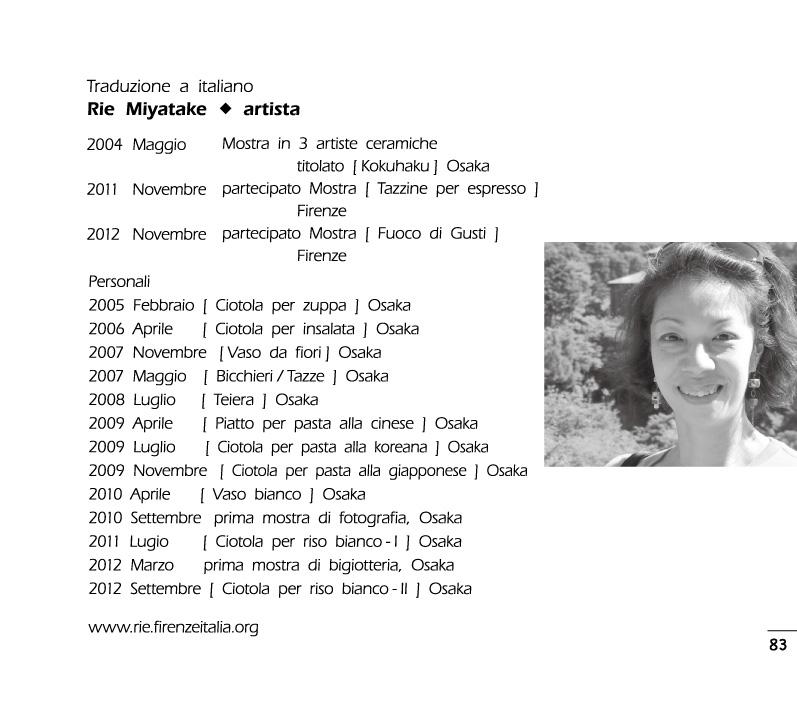 Traduzione a italiano
Rie Miyatake ◆ artista
2004 Maggio Mostra in 3 artiste ceramiche
titolato [ Kokuhaku ] Osaka
2011 Novembre partecipato Mostra [ Tazzine per espresso ]
Firenze
2012 Novembre partecipato Mostra [ Fuoco di Gusti ]
Firenze
Personali
2005 Febbraio [ Ciotola per zuppa ] Osaka
2006 Aprile [ Ciotola per insalata ] Osaka
2007 Novembre [ Vaso da fiori ] Osaka
2007 Maggio [ Bicchieri / Tazze ] Osaka
2008 Luglio [ Teiera ] Osaka
2009 Aprile [ Piatto per pasta alla cinese ] Osaka
2009 Luglio [ Ciotola per pasta alla koreana ] Osaka
2009 Novembre [ Ciotola per pasta alla giapponese ] Osaka
2010 Aprile [ Vaso bianco ] Osaka
2010 Settembre prima mostra di fotografia, Osaka
2011 Lugio [ Ciotola per riso bianco - I ] Osaka
2012 Marzo prima mostra di bigiotteria, Osaka
2012 Settembre [ Ciotola per riso bianco - II ] Osaka
www.rie.firenzeitalia.org
83